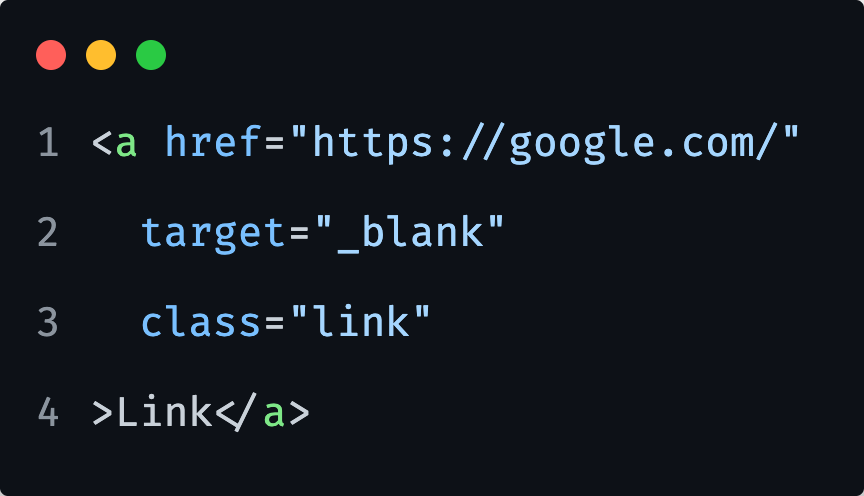 1 <a href="https://google.com/"
2   target="_blank"
3   class="link"
4 >Link</a>